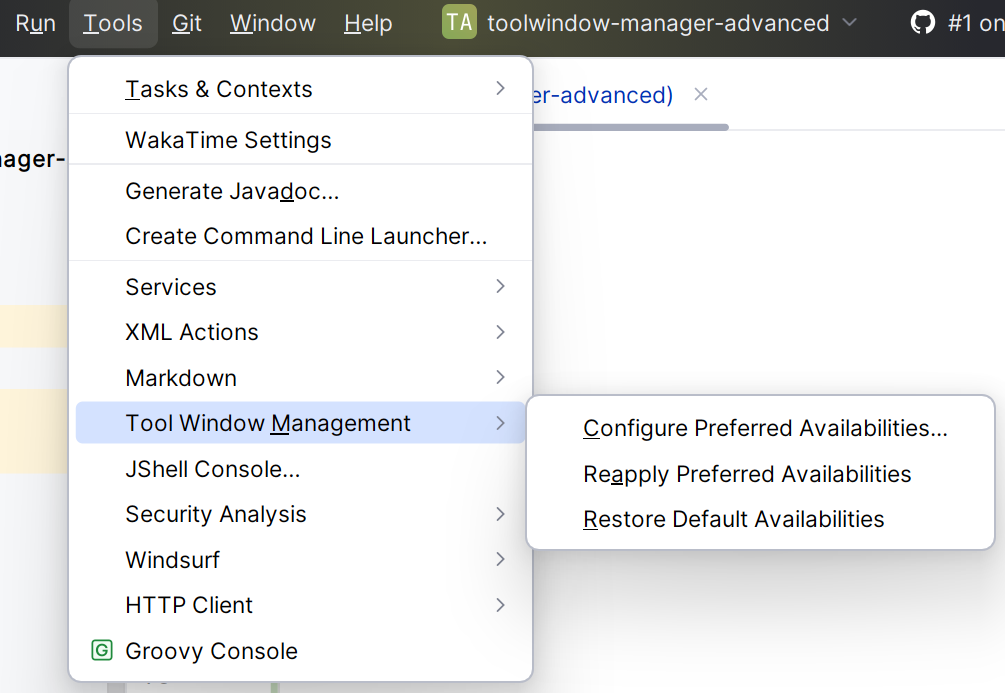 Run Tools Git Window Help TA toolwindow-manager-advanced #1 on
Tasks & Contexts
er-advanced)
WakaTime Settings
nager-
Generate Javadoc...
Create Command Line Launcher...
Services
XML Actions
Markdown
Tool Window Management
Configure Preferred Availabilities...
JShell Console...
Reapply Preferred Availabilities
Security Analysis
Restore Default Availabilities
Windsurf
HTTP Client
G Groovy Console